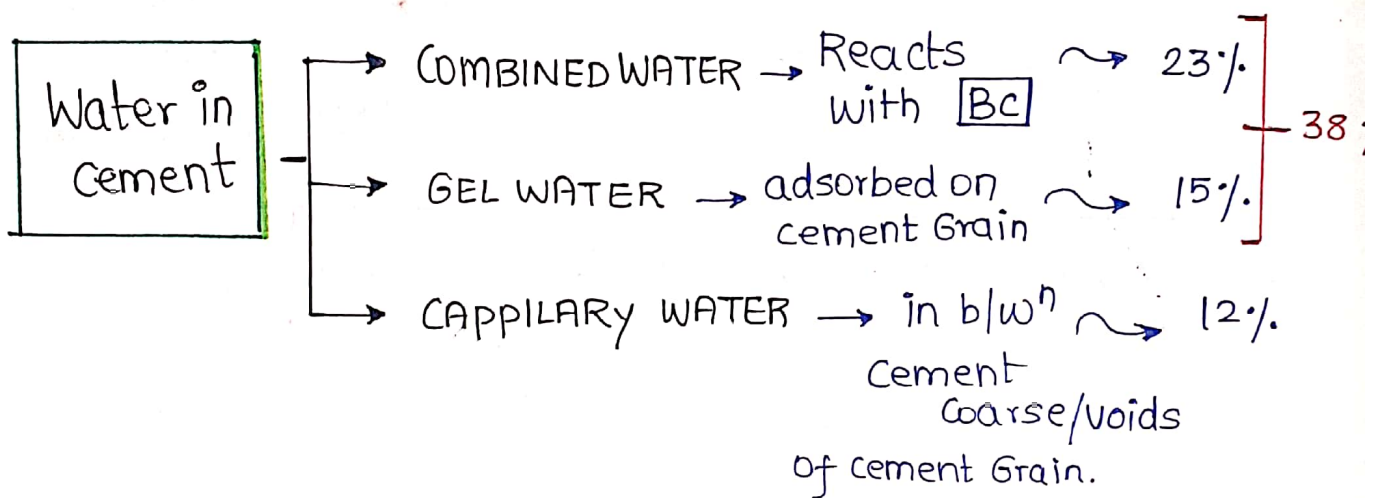 Water in
cement
COMBINED WATER → Reacts
with BC
23%
38
GEL WATER → adsorbed on
cement Grain
15%
CAPPILARY WATER → in b/wⁿ
12%
Cement
Coarse/voids
of cement Grain.